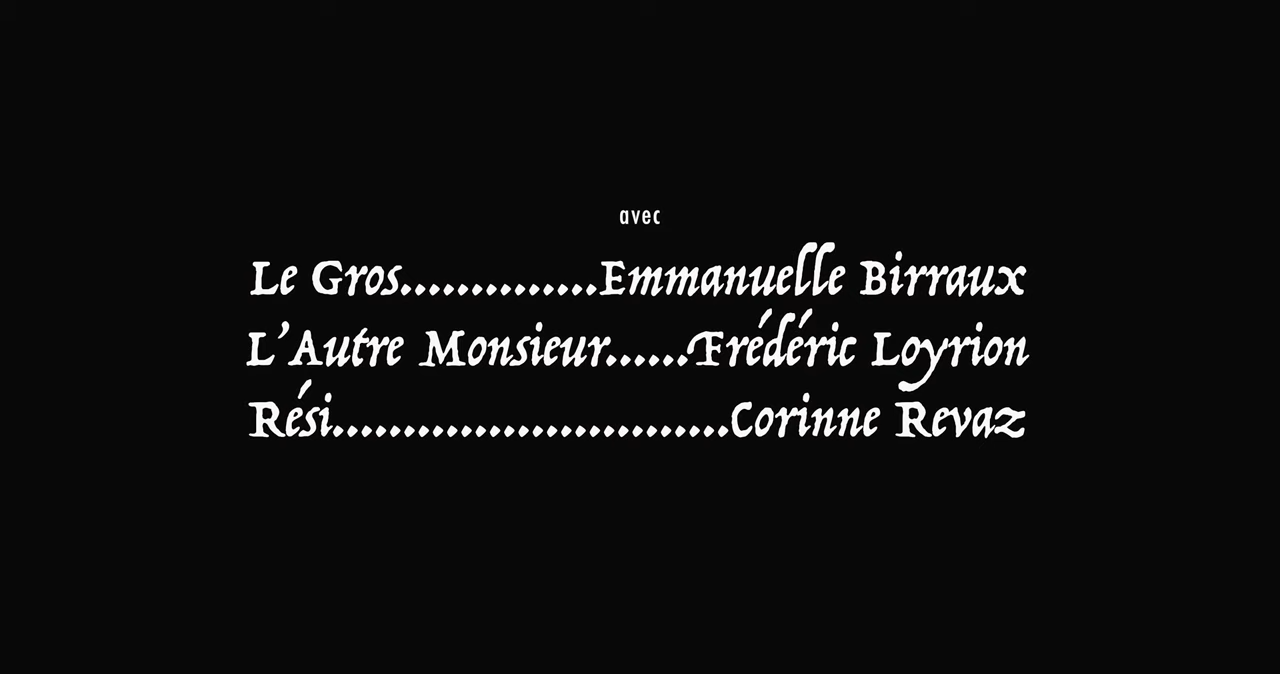 avec
Le Gros..............Emmanuelle Birraux
L'Autre Monsieur......Frédéric Loyrion
Rési............................Corinne Revaz